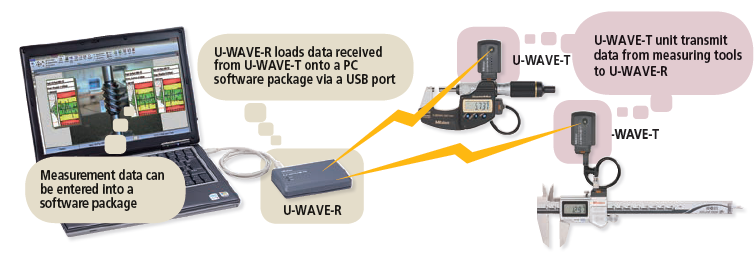 U-WAVE-R loads data received
from U-WAVE-T onto a PC
software package via a USB port
U-WAVE-T
U-WAVE-T unit transmit
data from measuring tools
to U-WAVE-R
-WAVE-T
Measurement data can
be entered into a
software package
U-WAVE-R